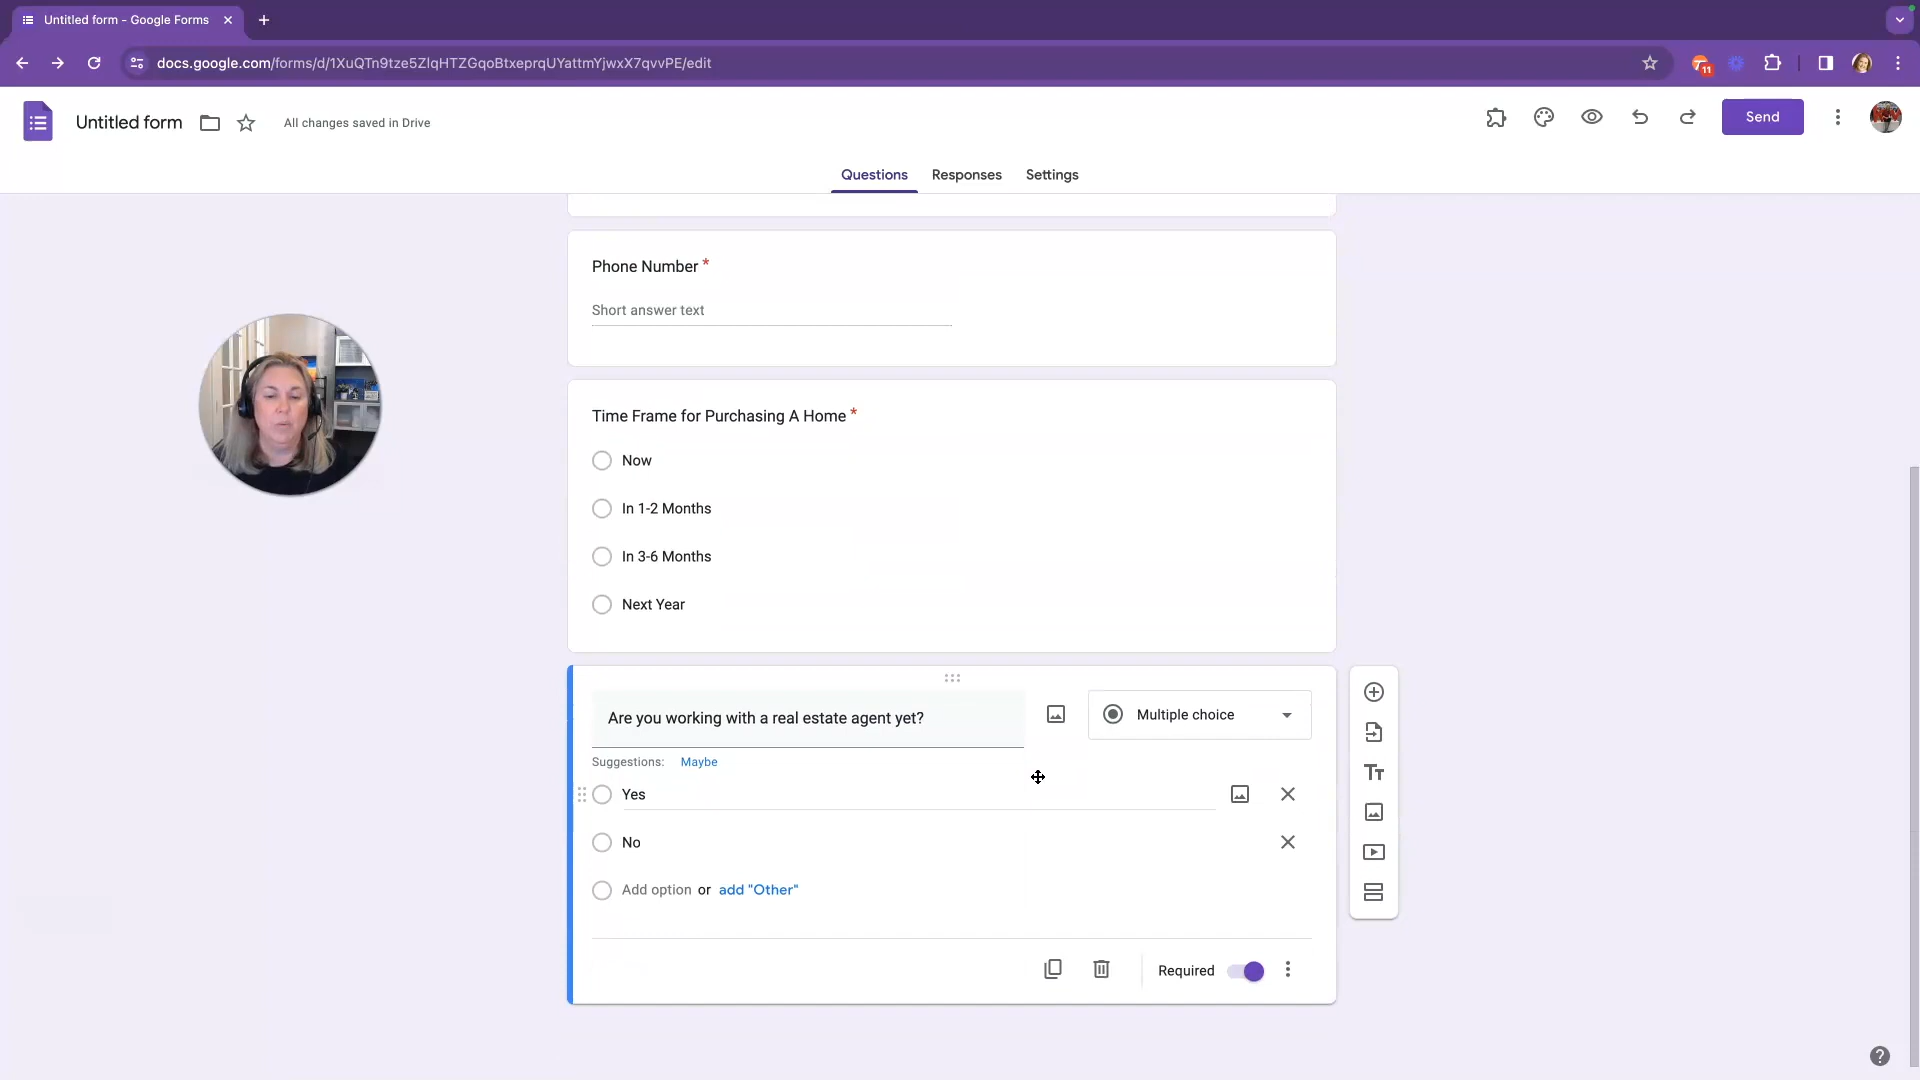 Untitled form - Google Forms
docs.google.com/forms/d/1XuQTn9tze5ZlqHTZGqoBtxeprqUYattmYjwxX7qvvPE/edit
11
Untitled form
All changes saved in Drive
Send
Questions Responses Settings
Phone Number *
Short answer text
Time Frame for Purchasing A Home *
Now
In 1-2 Months
In 3-6 Months
Next Year
Are you working with a real estate agent yet?
Multiple choice
Suggestions: Maybe
Yes
No
Add option or add "Other"
Required